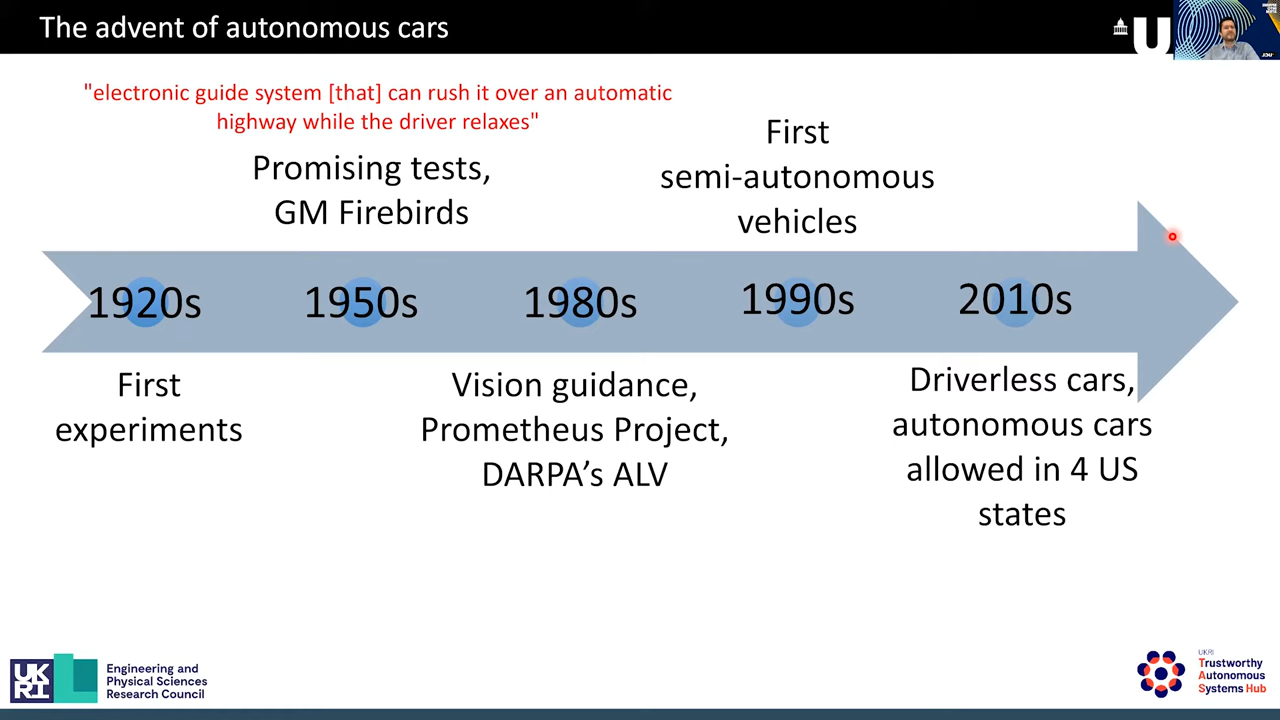 The advent of autonomous cars
U
"electronic guide system [that] can rush it over an automatic
highway while the driver relaxes"
Promising tests,
GM Firebirds
First
semi-autonomous
vehicles
1920s
1950s
1980s
1990s
2010s
First
experiments
Vision guidance,
Prometheus Project,
DARPA’s ALV
Driverless cars,
autonomous cars
allowed in 4 US
states
UK
RI
Engineering and
Physical Sciences
Research Council
UKRI
Trustworthy
Autonomous
Systems Hub